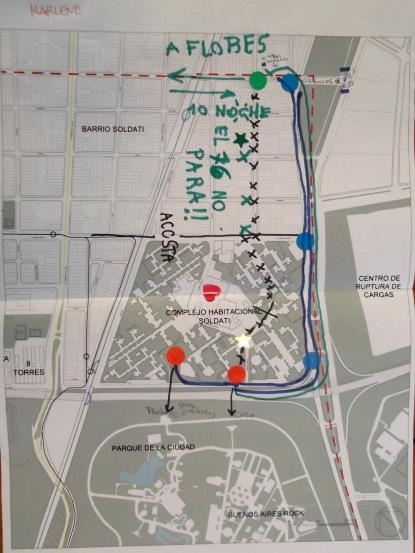 MARLENE
A FLORES
BARRIO SOLDATI
10 NOCHE
EL 76 NO
PARA!!
ACOSTA
CENTRO DE
RUPTURA DE
CARGAS
COMPLEJO HABITACIONAL
SOLDATI
8
TORRES
PARQUE DE LA CIUDAD
BUENOS AIRES ROCK